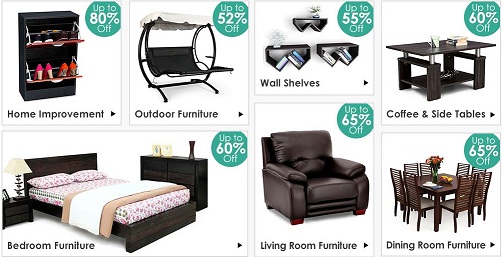 Up to
80%
Off
Home Improvement
Up to
52%
Off
Outdoor Furniture
Up to
55%
Off
Wall Shelves
Up to
60%
Off
Coffee & Side Tables
Up to
60%
Off
Bedroom Furniture
Up to
65%
Off
Living Room Furniture
Up to
65%
Off
Dining Room Furniture